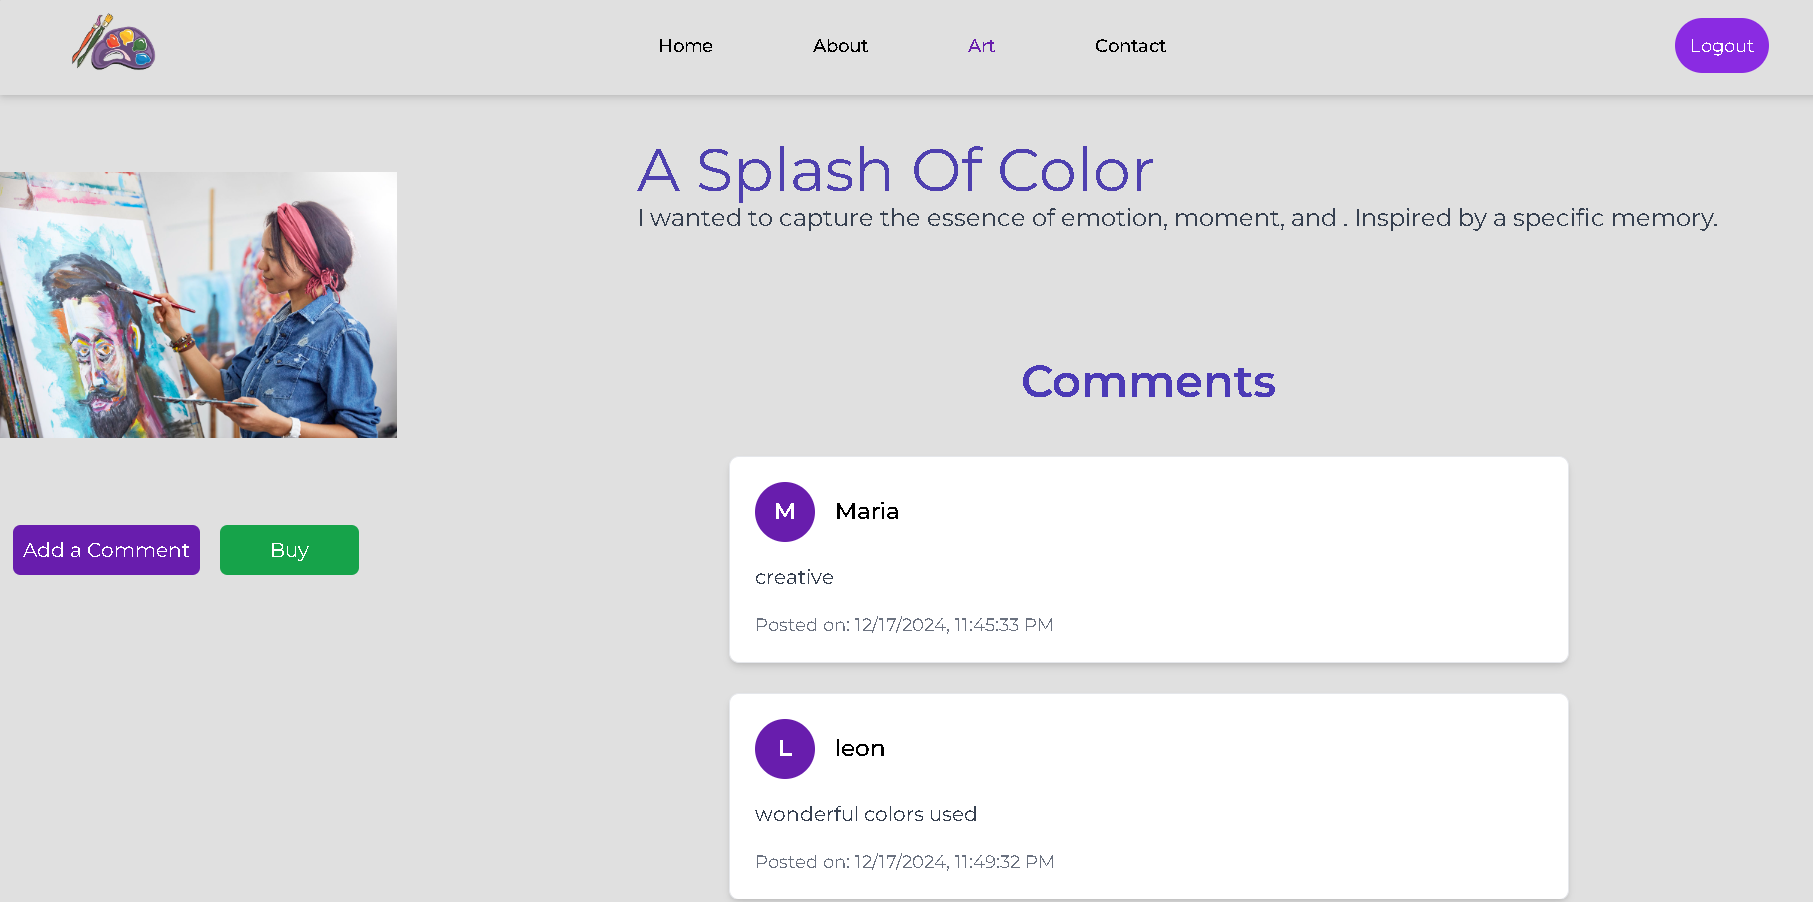 Home
About
Art
Contact
Logout
A Splash Of Color
I wanted to capture the essence of emotion, moment, and . Inspired by a specific memory.
Add a Comment
Buy
Comments
M
Maria
creative
Posted on: 12/17/2024, 11:45:33 PM
L
leon
wonderful colors used
Posted on: 12/17/2024, 11:49:32 PM